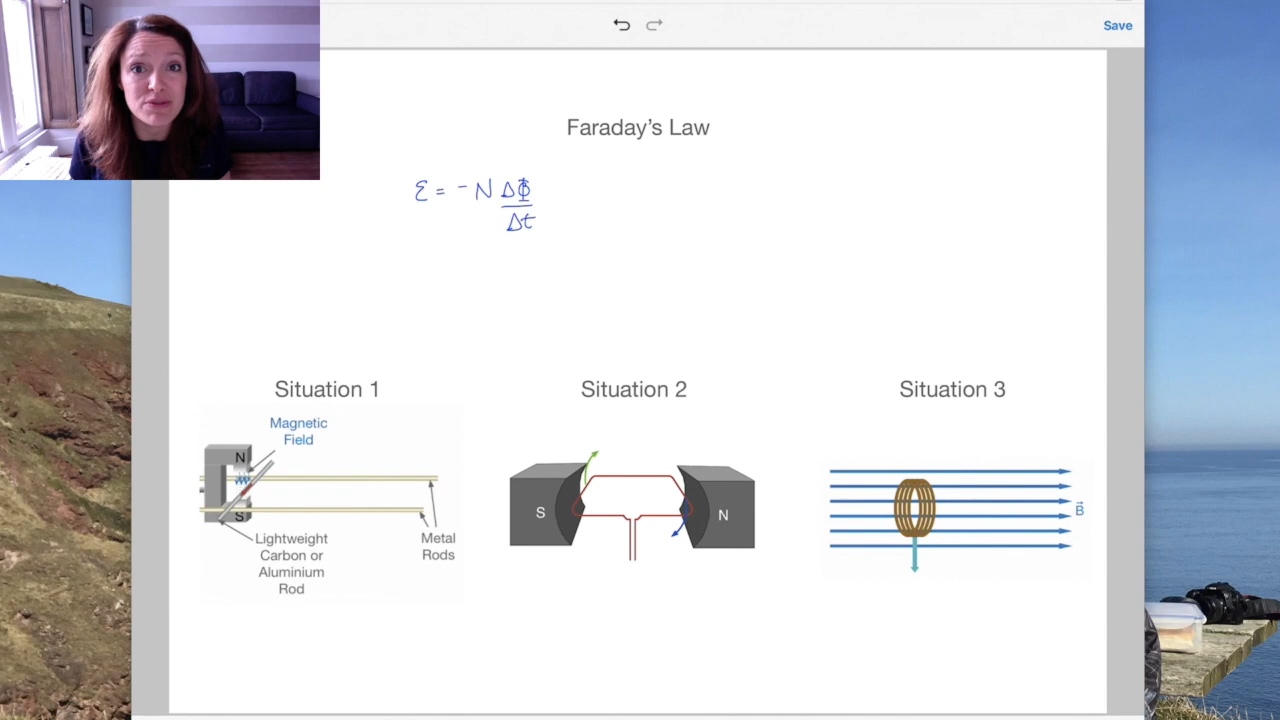 Save
Faraday’s Law
ε = - N ΔΦ
Δt
Situation 1
Situation 2
Situation 3
Magnetic
Field
N
S
Lightweight
Carbon or
Aluminium
Rod
Metal
Rods
S
N
B⃗